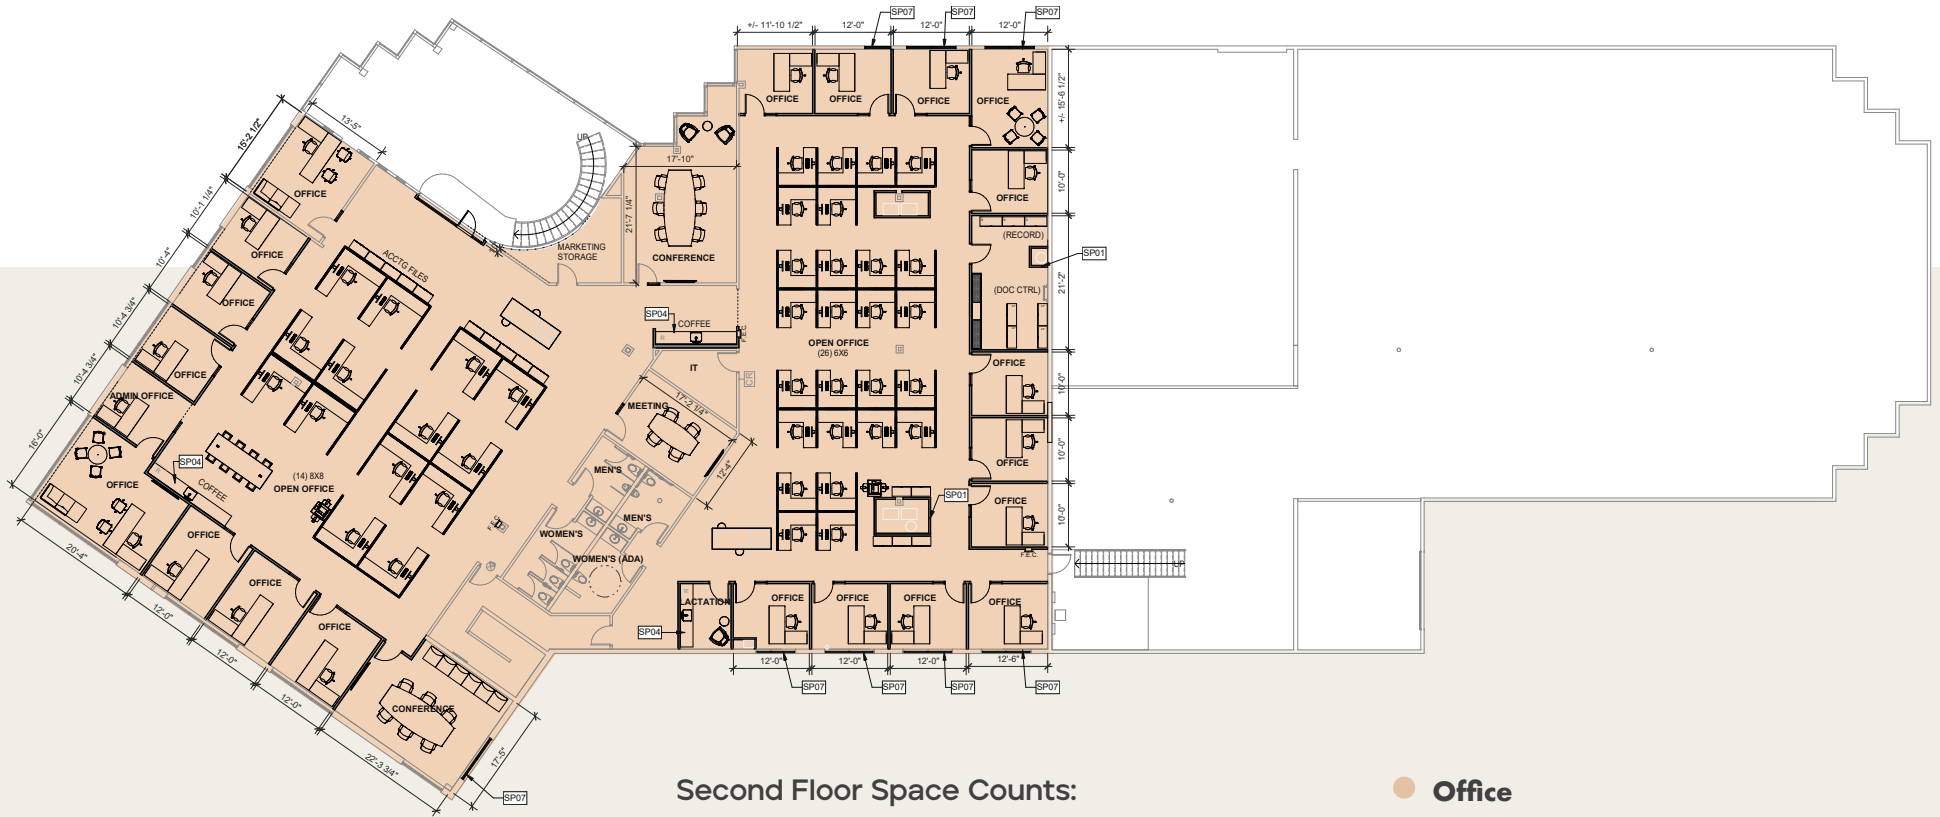 SP07
SP07
SP07
+/- 11'-10 1/2"
12'-0"
12'-0"
12'-0"
OFFICE
OFFICE
OFFICE
OFFICE
+/- 15'-6 1/2"
15'-2 1/2"
13'-5"
UP
17'-10"
OFFICE
10'-0"
OFFICE
10'-1 1/4"
21'-7 1/4"
MARKETING
STORAGE
CONFERENCE
(RECORD)
SP01
OFFICE
10'-4"
ACCTG FILES
(DOC CTRL)
21'-2"
OFFICE
10'-4 3/4"
SP04
COFFEE
F.E.C.
OPEN OFFICE
(26) 6X6
OFFICE
10'-4 3/4"
IT
CR
OFFICE
10'-0"
ADMIN OFFICE
MEETING
17'-2 1/4"
16'-0"
12'-4"
OFFICE
10'-0"
SP04
COFFEE
(14) 8X8
OPEN OFFICE
OFFICE
MEN'S
MEN'S
SP01
OFFICE
10'-0"
F.E.C.
OFFICE
WOMEN'S
WOMEN'S (ADA)
F.E.C.
UP
20'-4"
OFFICE
12'-0"
OFFICE
12'-0"
LACTATION
OFFICE
OFFICE
OFFICE
OFFICE
SP04
12'-0"
12'-0"
12'-0"
12'-6"
SP07
SP07
SP07
SP07
12'-0"
CONFERENCE
22'-3 3/4"
17'-5"
SP07
Second Floor Space Counts:
Office